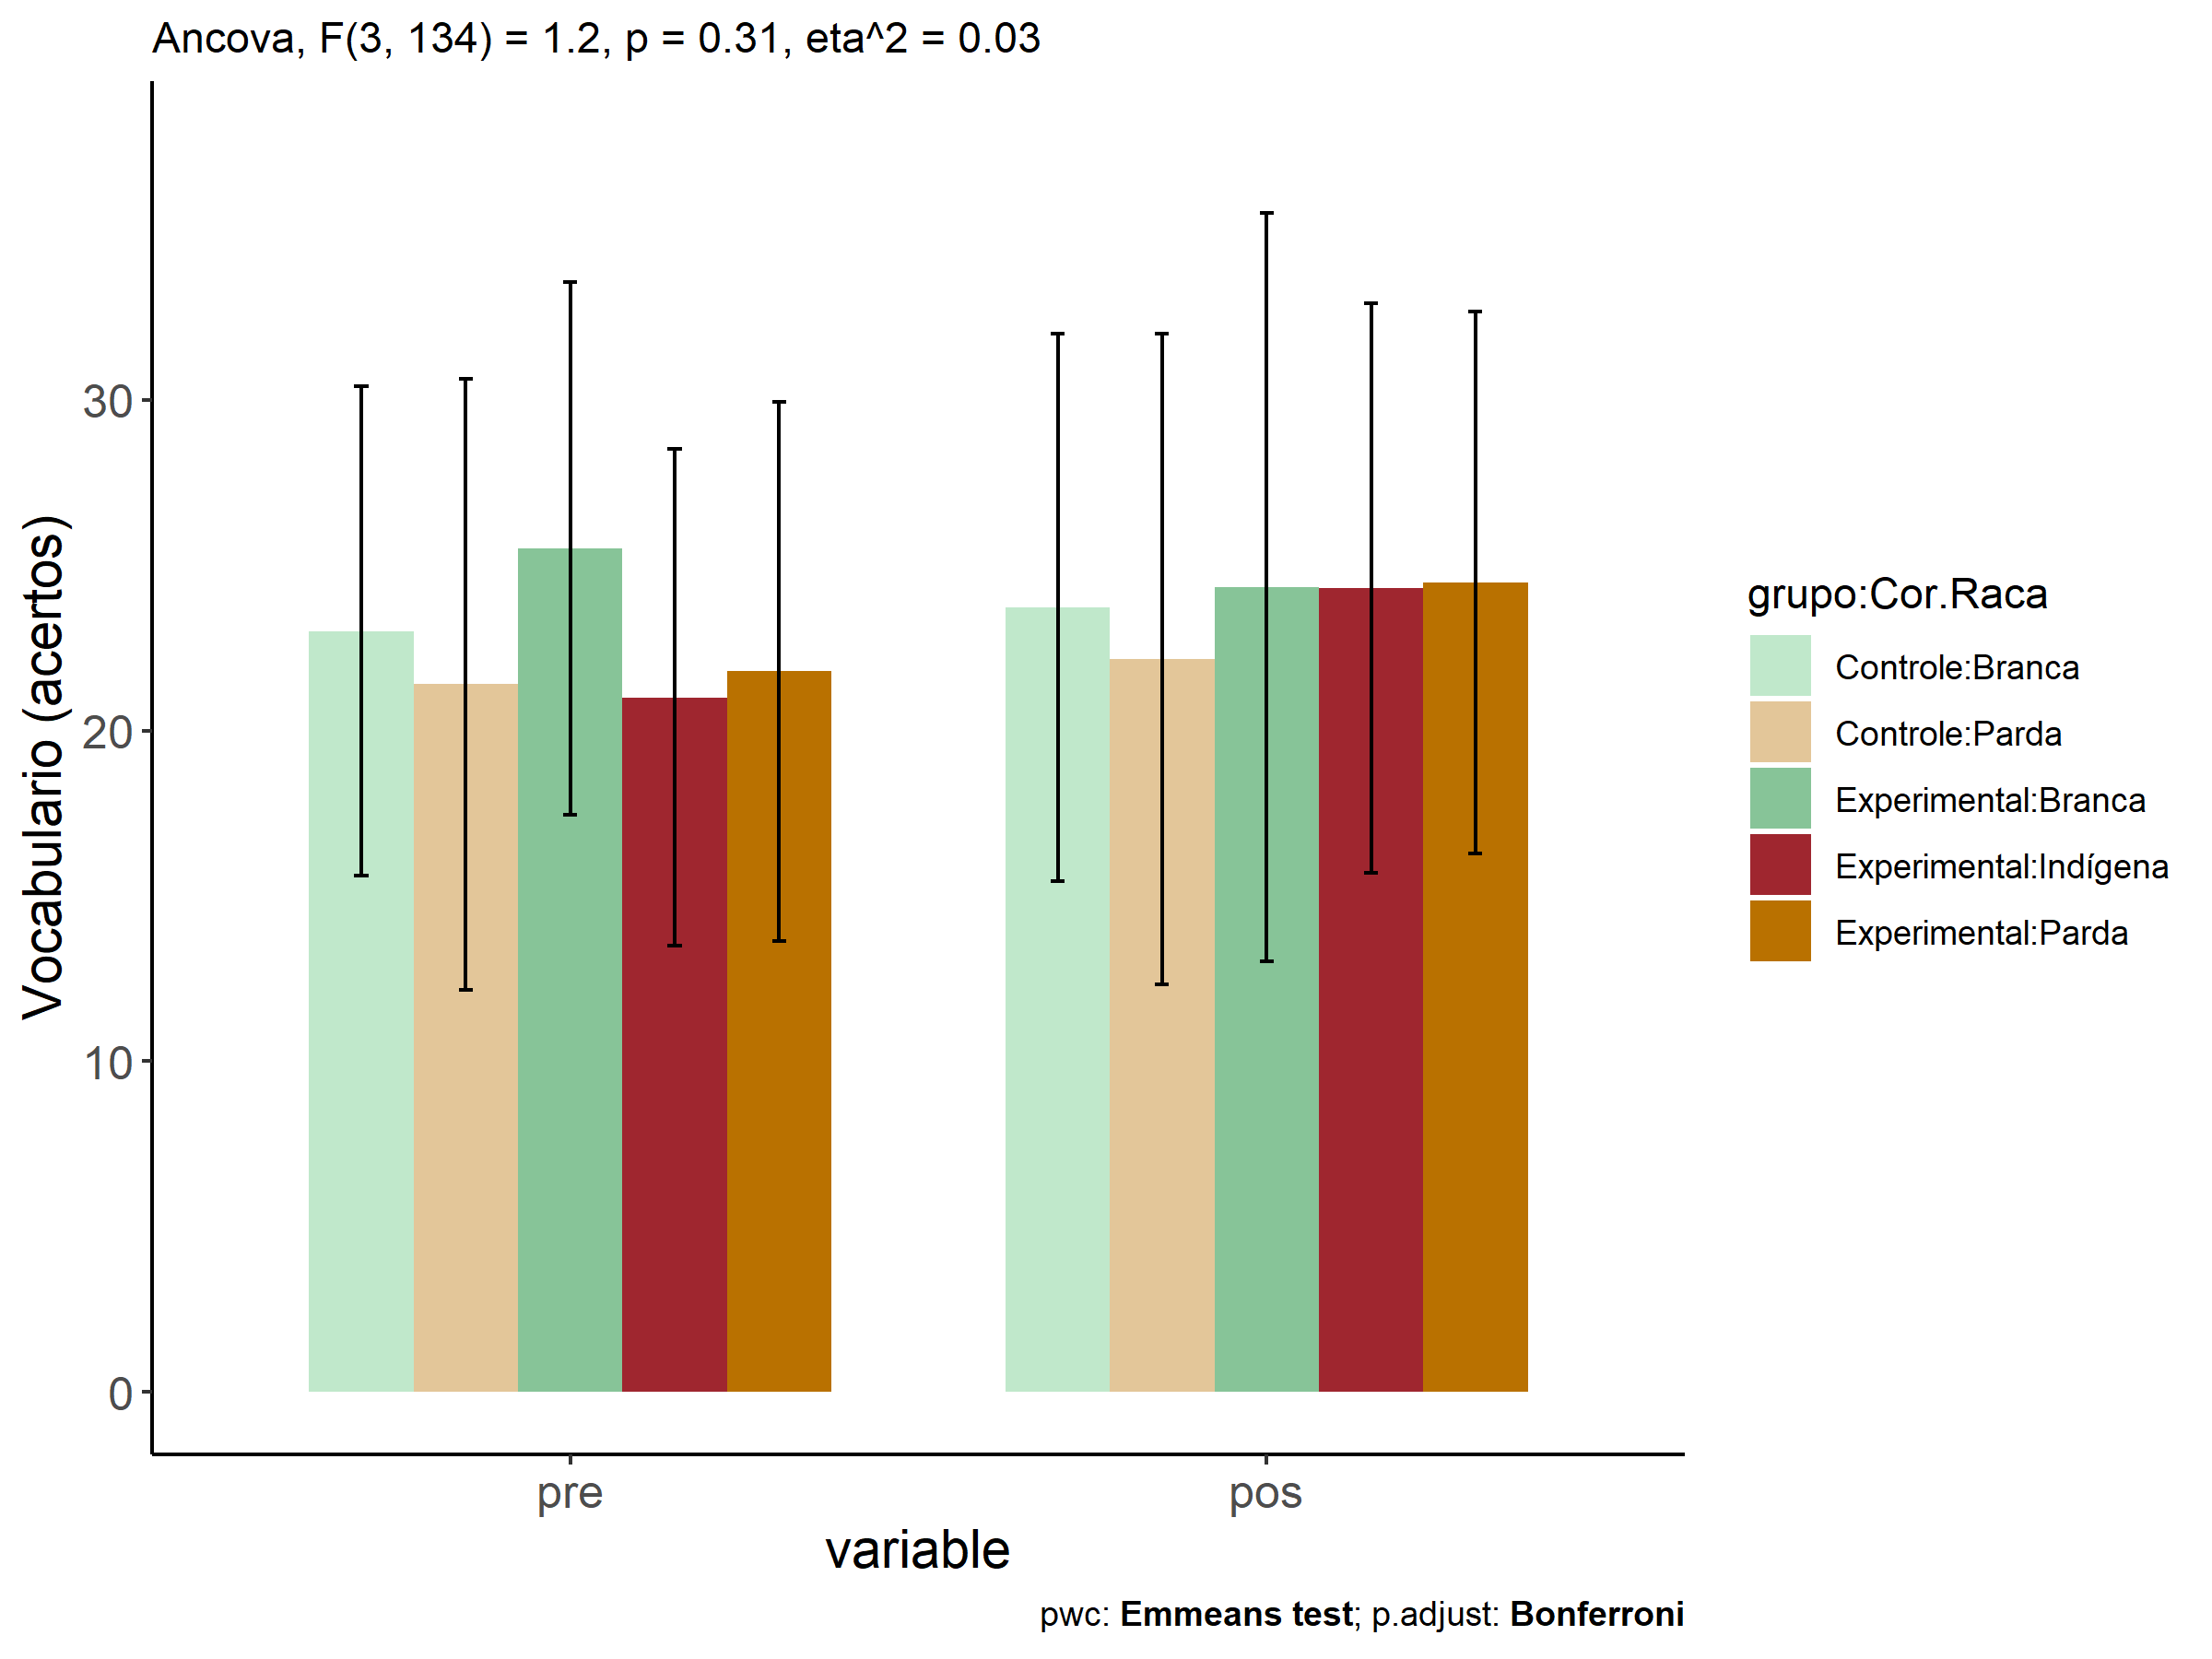 Ancova, F(3, 134) = 1.2, p = 0.31, eta^2 = 0.03
Vocabulario (acertos)
30
20
10
0
pre
pos
variable
grupo:Cor.Raca
Controle:Branca
Controle:Parda
Experimental:Branca
Experimental:Indígena
Experimental:Parda
pwc: Emmeans test; p.adjust: Bonferroni